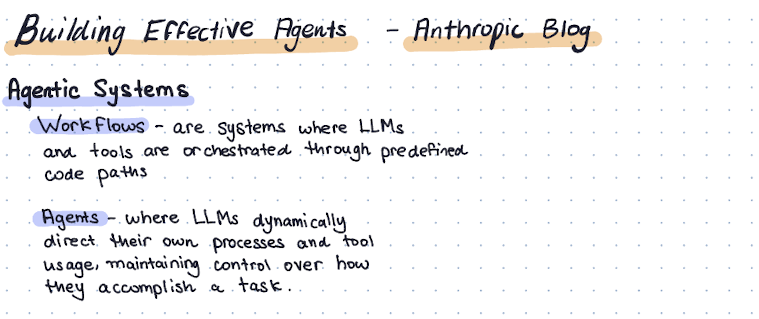 Building Effective Agents - Anthropic Blog
Agentic Systems
Workflows - are systems where LLMs
and tools are orchestrated through predefined
code paths
Agents - where LLMs dynamically
direct their own processes and tool
usage, maintaining control over how
they accomplish a task.